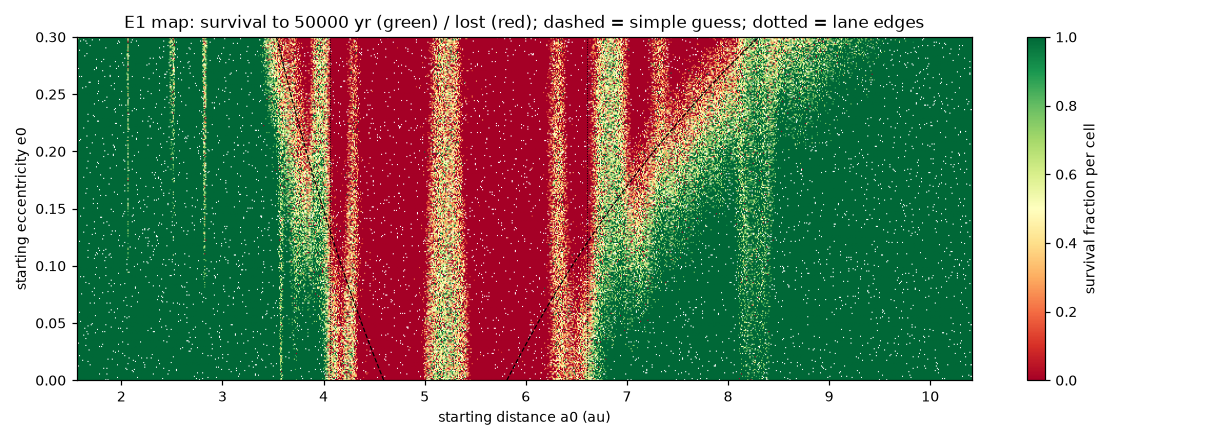 E1 map: survival to 50000 yr (green) / lost (red); dashed = simple guess; dotted = lane edges
0.30
0.25
0.20
0.15
0.10
0.05
0.00
starting eccentricity e0
2 3 4 5 6 7 8 9 10
starting distance a0 (au)
1.0
0.8
0.6
0.4
0.2
0.0
survival fraction per cell